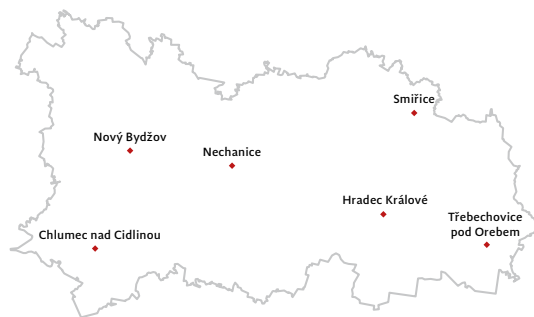 Smiřice
Nový Bydžov
Nechanice
Hradec Králové
Třebechovice
pod Orebem
Chlumec nad Cidlinou